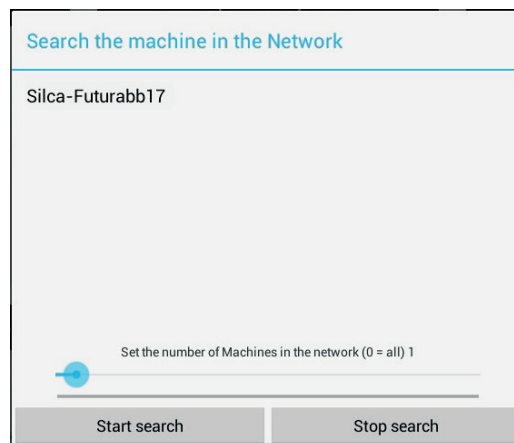 Search the machine in the Network
Silca-Futurabb17
Set the number of Machines in the network (0 = all) 1
Start search
Stop search